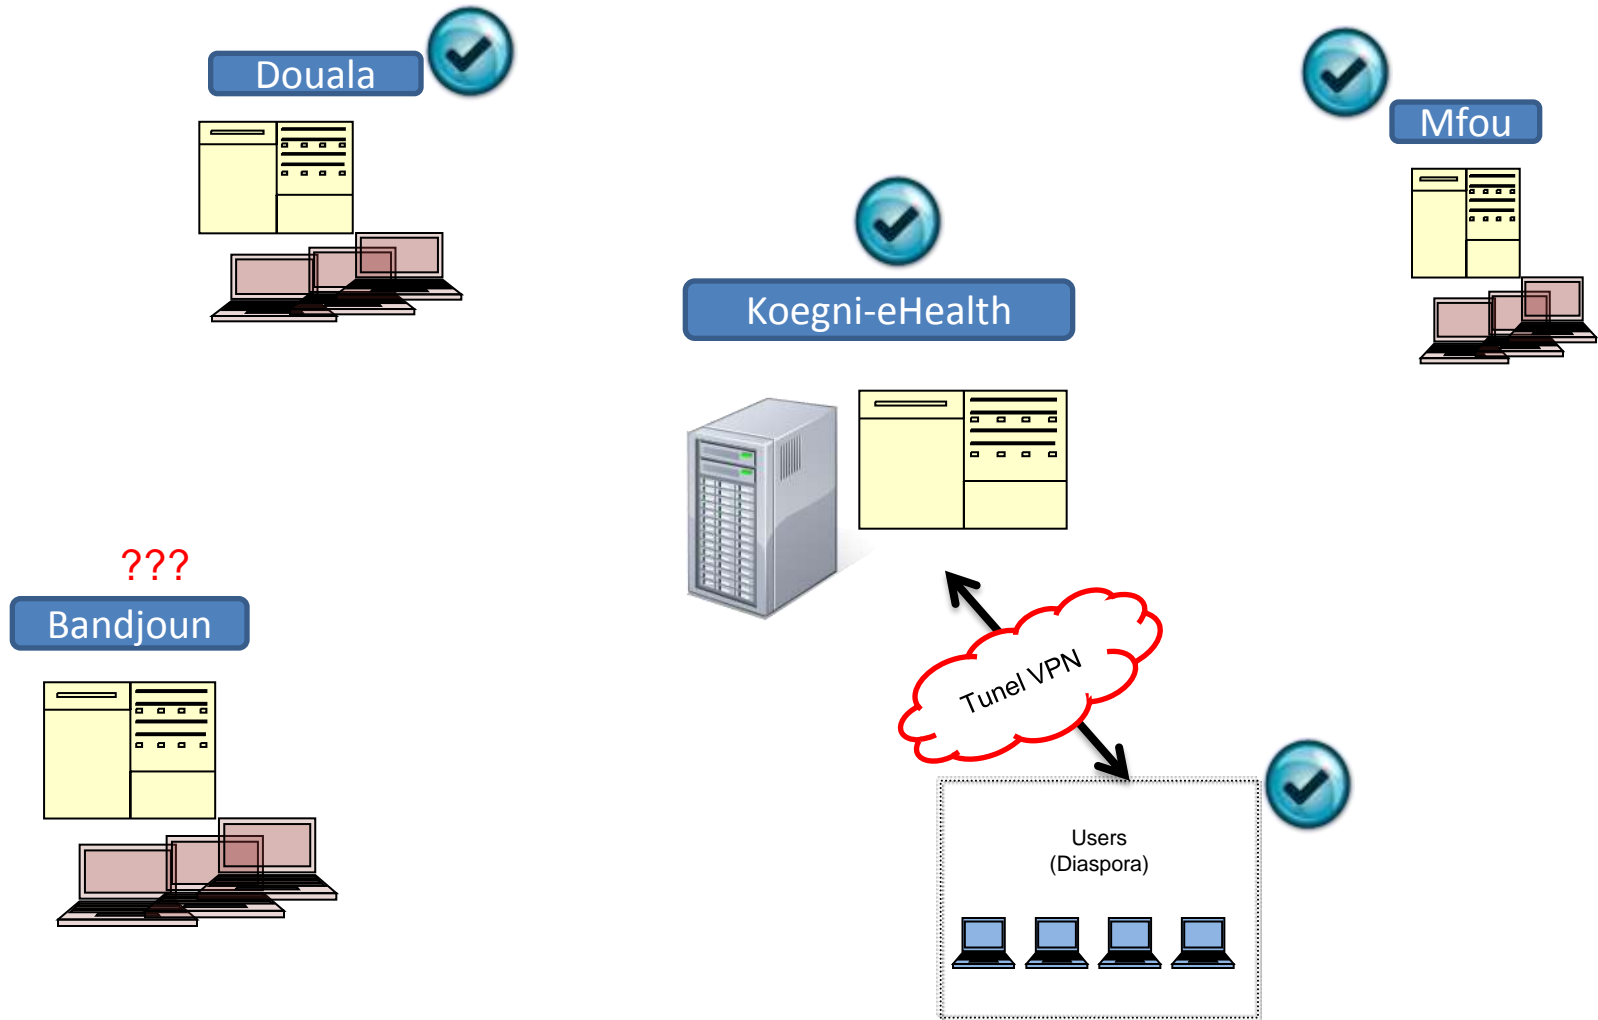 Douala
Mfou
Koegni-eHealth
???
Bandjoun
Tunel VPN
Users
(Diaspora)